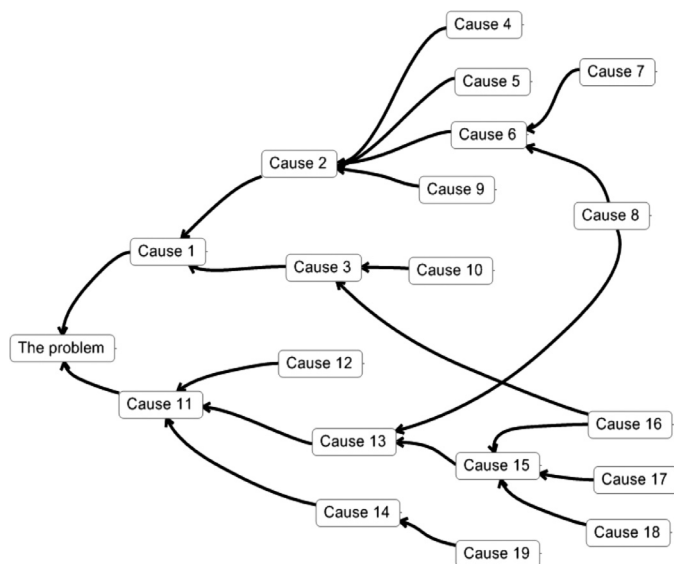 Cause 4
Cause 7
Cause 5
Cause 6
Cause 2
Cause 9
Cause 8
Cause 1
Cause 3
Cause 10
The problem
Cause 12
Cause 11
Cause 16
Cause 13
Cause 15
Cause 17
Cause 14
Cause 18
Cause 19